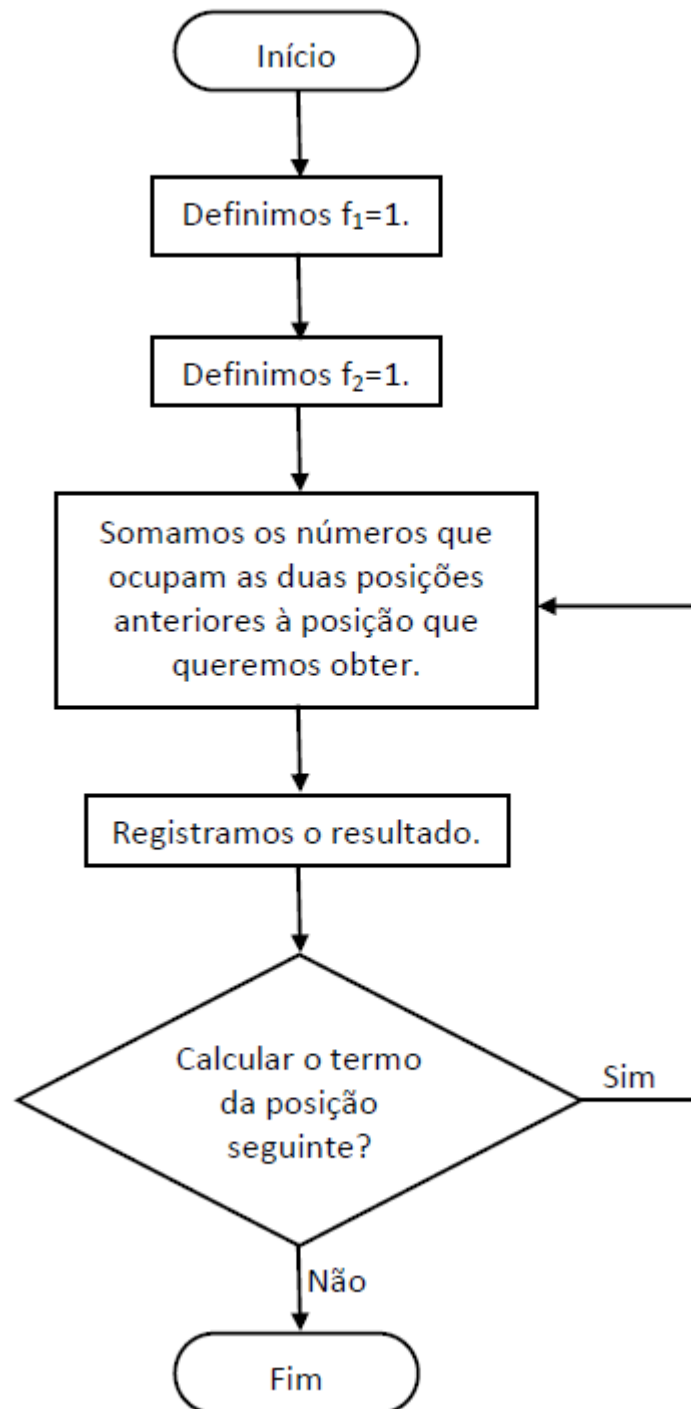 Início
Definimos f₁=1.
Definimos f₂=1.
Somamos os números que
ocupam as duas posições
anteriores à posição que
queremos obter.
Registramos o resultado.
Calcular o termo
da posição
seguinte?
Sim
Não
Fim